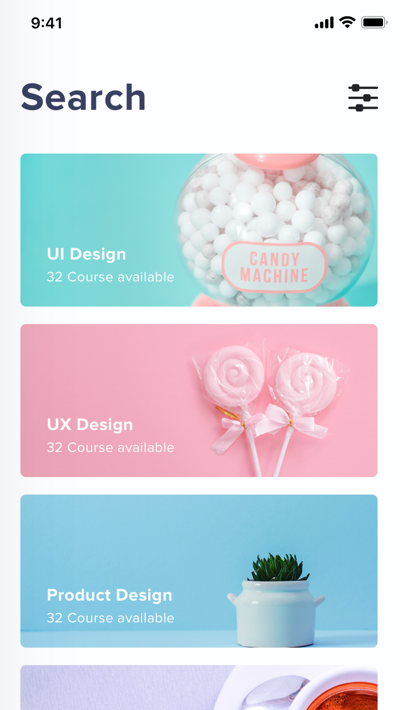 9:41
Search
UI Design
32 Course available
CANDY
MACHINE
UX Design
32 Course available
Product Design
32 Course available